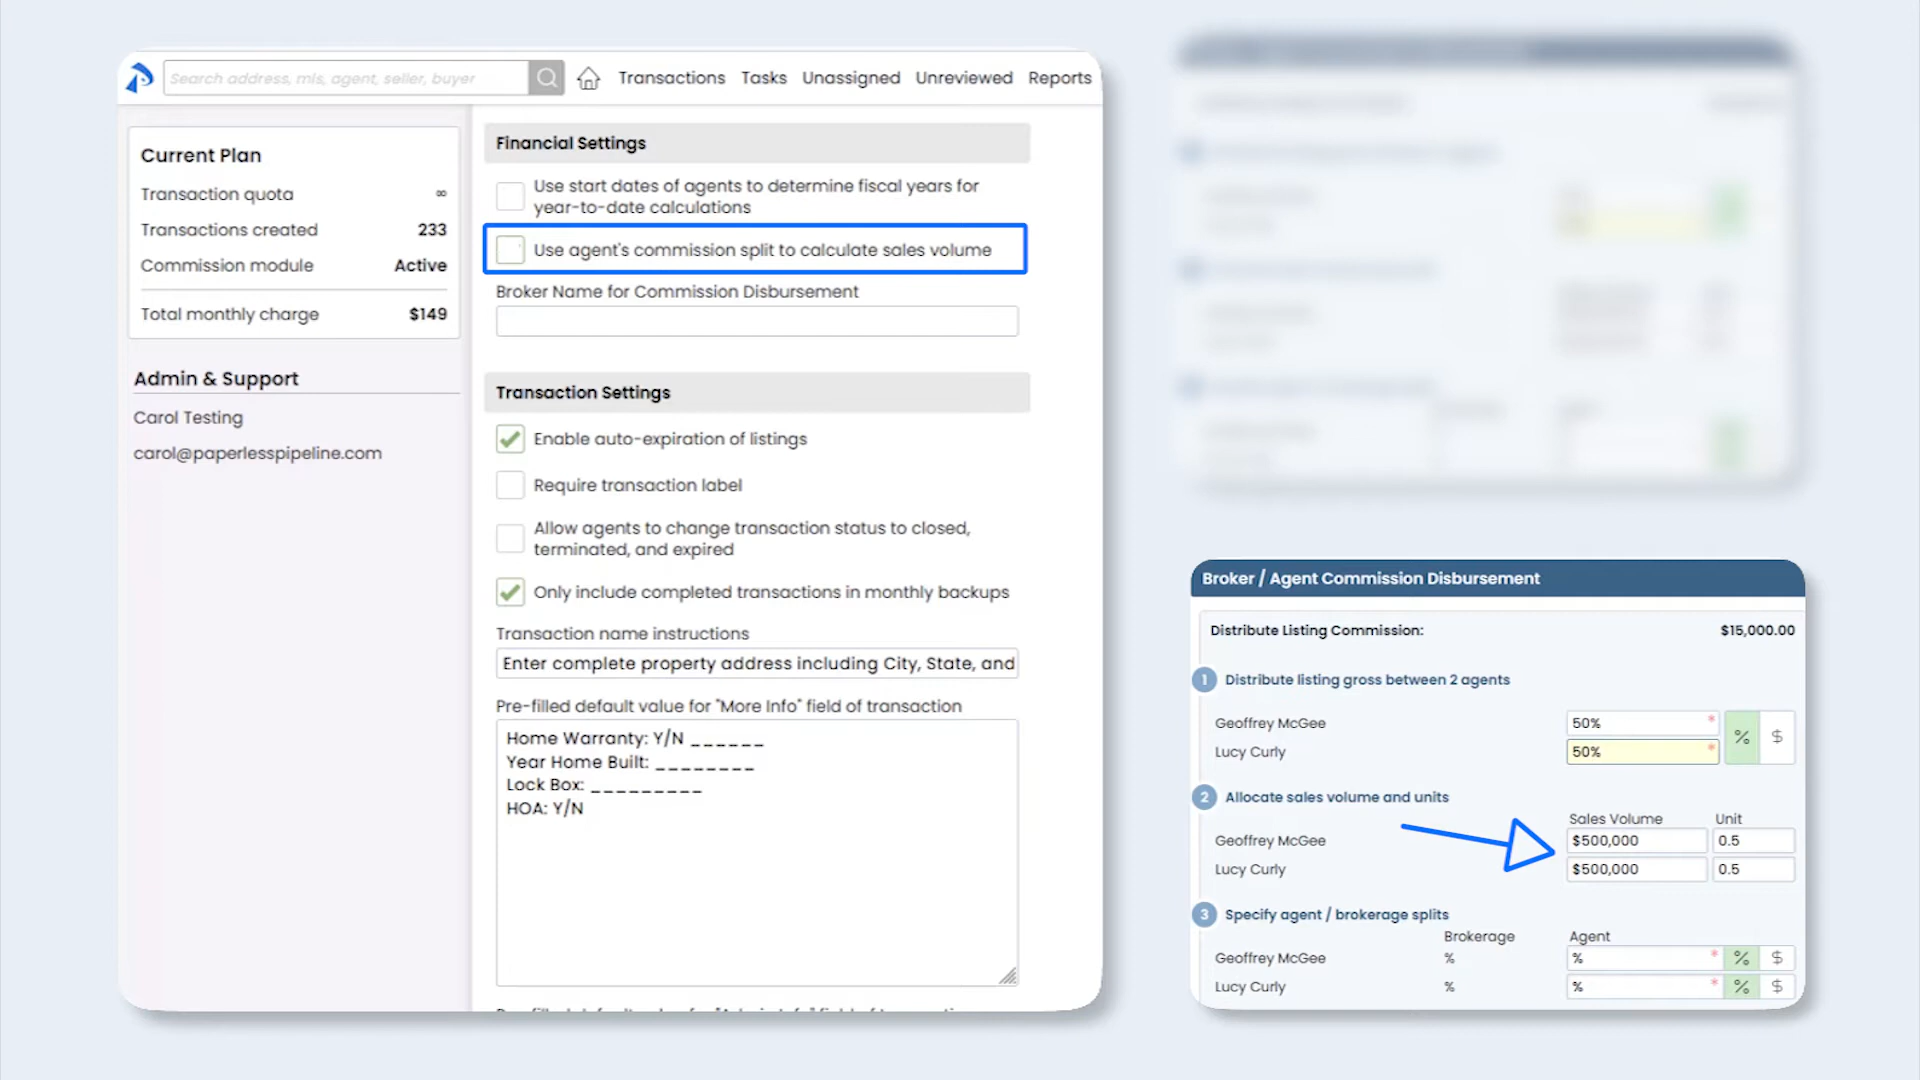 Search address, mls, agent, seller, buyer
Transactions Tasks Unassigned Unreviewed Reports
Current Plan
Transaction quota ∞
Transactions created 233
Commission module Active
Total monthly charge $149
Admin & Support
Carol Testing
carol@paperlesspipeline.com
Financial Settings
Use start dates of agents to determine fiscal years for
year-to-date calculations
Use agent's commission split to calculate sales volume
Broker Name for Commission Disbursement
Transaction Settings
Enable auto-expiration of listings
Require transaction label
Allow agents to change transaction status to closed,
terminated, and expired
Only include completed transactions in monthly backups
Transaction name instructions
Enter complete property address including City, State, and
Pre-filled default value for "More Info" field of transaction
Home Warranty: Y/N ______
Year Home Built: ________
Lock Box: _________
HOA: Y/N
Broker / Agent Commission Disbursement
Distribute Listing Commission: $15,000.00
1 Distribute listing gross between 2 agents
Geoffrey McGee 50% *
Lucy Curly 50% *
% $
2 Allocate sales volume and units
Sales Volume Unit
Geoffrey McGee $500,000 0.5
Lucy Curly $500,000 0.5
3 Specify agent / brokerage splits
Brokerage Agent
Geoffrey McGee % % * % $
Lucy Curly % % * % $